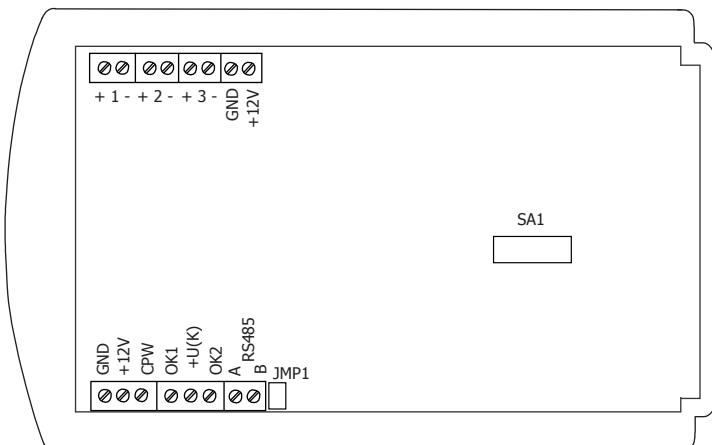 + 1 - + 2 - + 3 -
GND
+12V
SA1
GND
+12V
CPW
OK1
+U(K)
OK2
A
RS485
B
JMP1